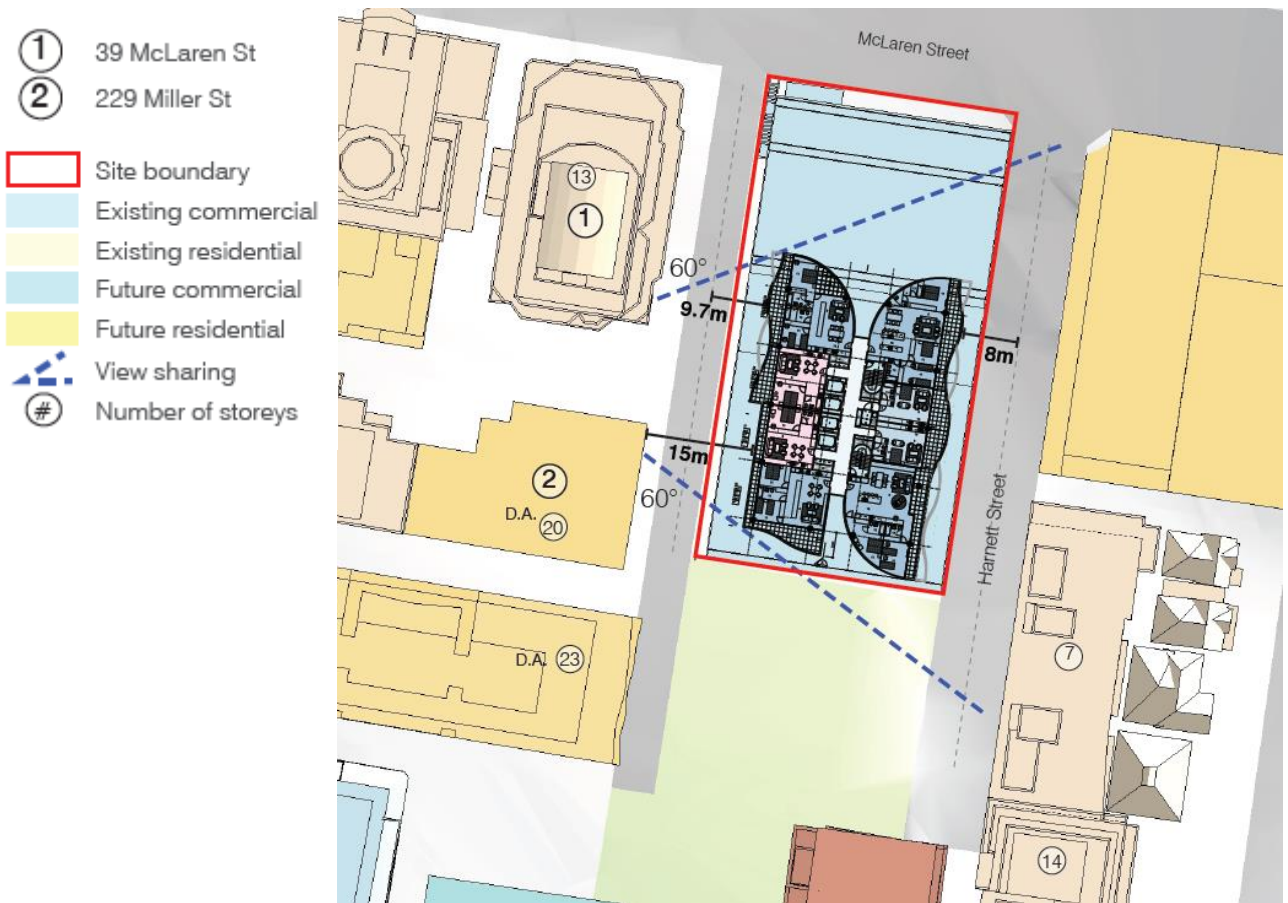 1 39 McLaren St
2 229 Miller St
Site boundary
Existing commercial
Existing residential
Future commercial
Future residential
View sharing
# Number of storeys
McLaren Street
13
1
60°
9.7m
8m
15m
2
60°
D.A. 20
Harnett Street
D.A. 23
7
14